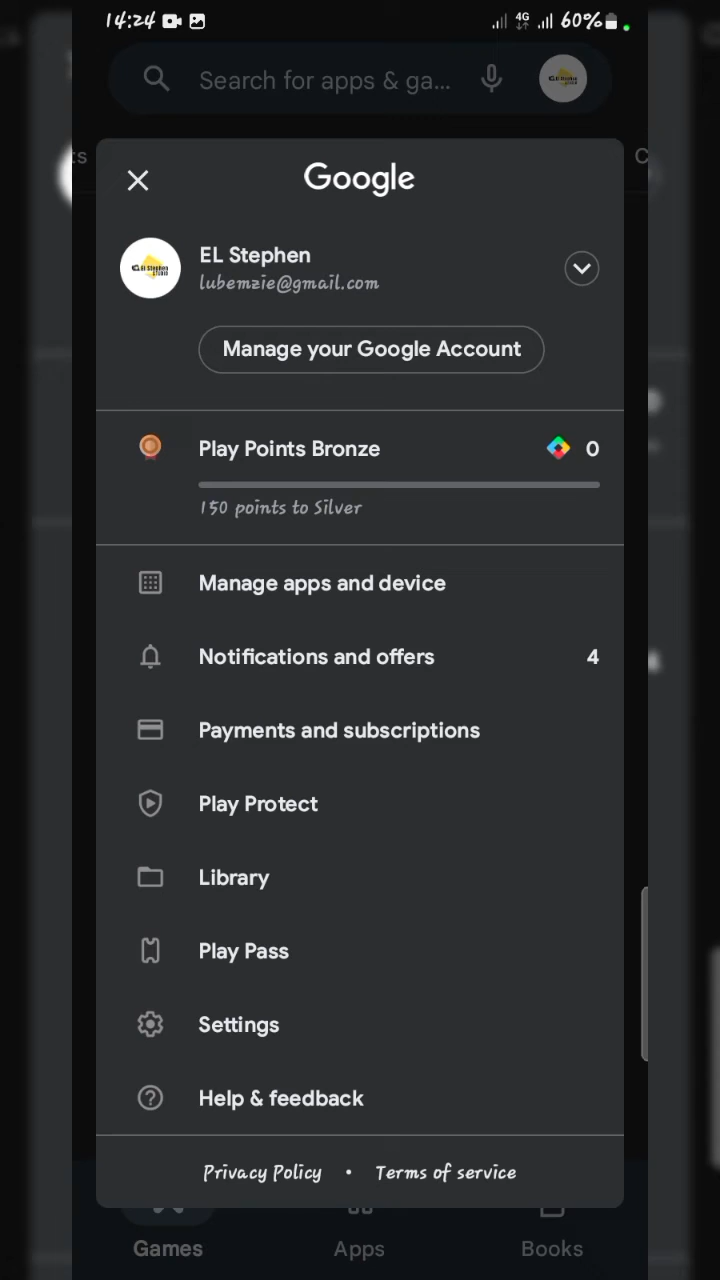 14:24 4G 60%
Search for apps & ga...
ts
C
Google
EL Stephen
lubemzie@gmail.com
Manage your Google Account
Play Points Bronze 0
150 points to Silver
Manage apps and device
Notifications and offers 4
Payments and subscriptions
Play Protect
Library
Play Pass
Settings
Help & feedback
Privacy Policy • Terms of service
Games Apps Books